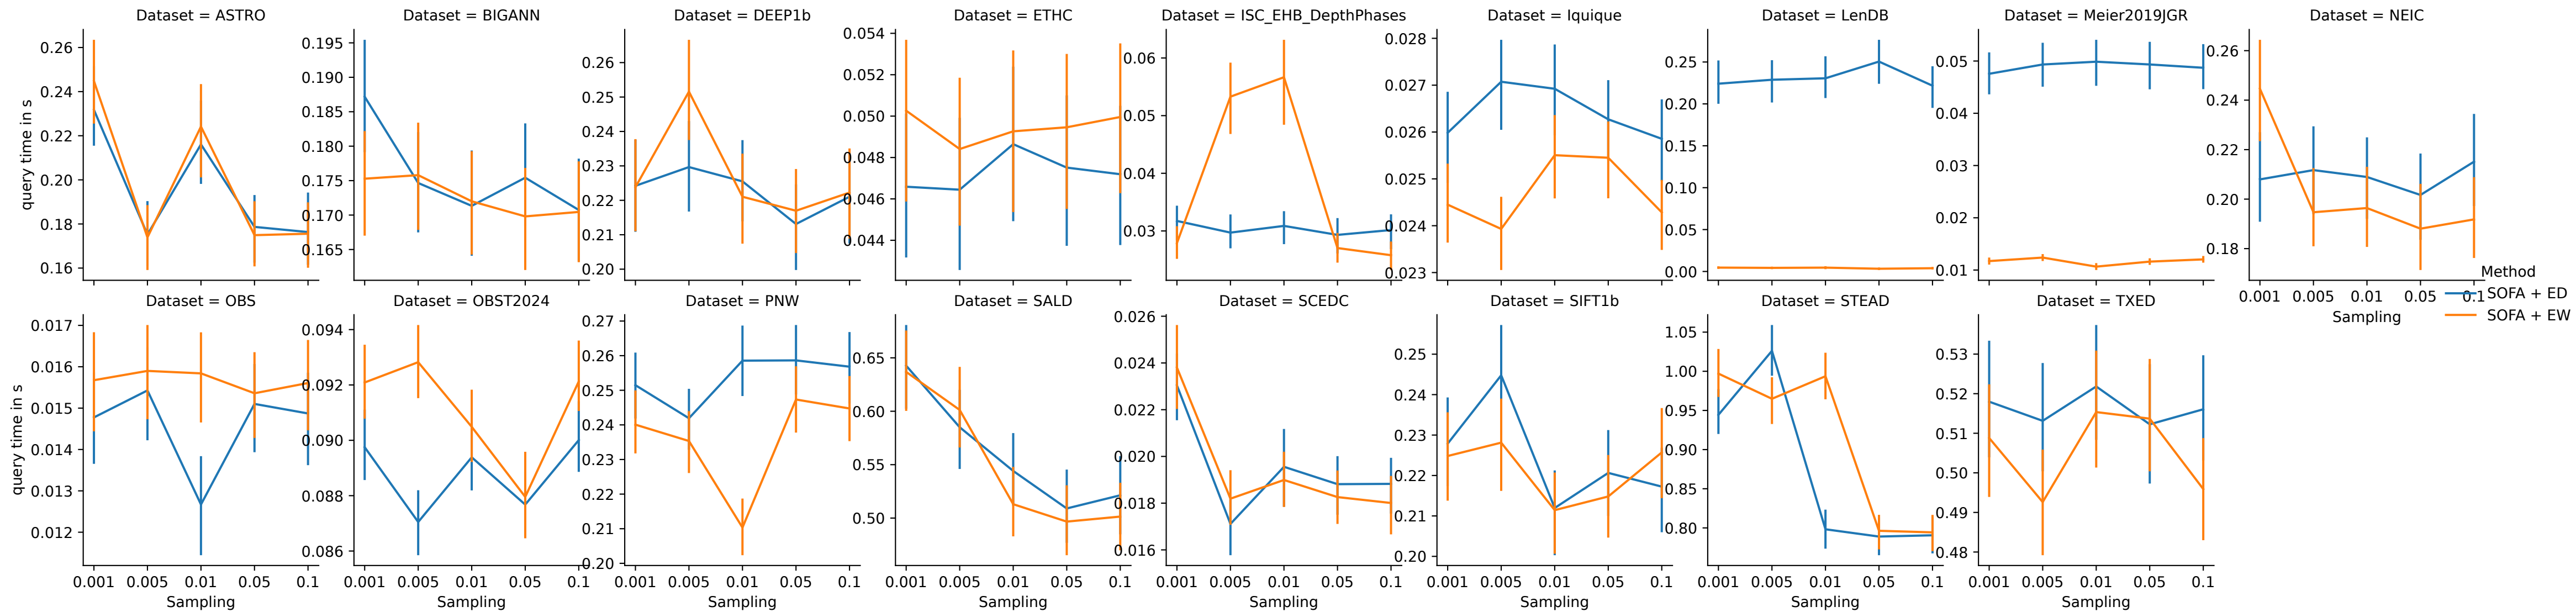 Dataset = ASTRO
Dataset = BIGANN
Dataset = DEEP1b
Dataset = ETHC
Dataset = ISC_EHB_DepthPhases
Dataset = Iquique
Dataset = LenDB
Dataset = Meier2019JGR
Dataset = NEIC
query time in s
0.26
0.24
0.22
0.20
0.18
0.16
0.195
0.190
0.185
0.180
0.175
0.170
0.165
0.26
0.25
0.24
0.23
0.22
0.21
0.20
0.054
0.052
0.050
0.048
0.046
0.044
0.06
0.05
0.04
0.03
0.028
0.027
0.026
0.025
0.024
0.023
0.25
0.20
0.15
0.10
0.05
0.00
0.05
0.04
0.03
0.02
0.01
0.26
0.24
0.22
0.20
0.18
0.001 0.005 0.01 0.05 0.1
Sampling
Method
SOFA + ED
SOFA + EW
Dataset = OBS
Dataset = OBST2024
Dataset = PNW
Dataset = SALD
Dataset = SCEDC
Dataset = SIFT1b
Dataset = STEAD
Dataset = TXED
query time in s
0.017
0.016
0.015
0.014
0.013
0.012
0.094
0.092
0.090
0.088
0.086
0.27
0.26
0.25
0.24
0.23
0.22
0.21
0.20
0.65
0.60
0.55
0.50
0.026
0.024
0.022
0.020
0.018
0.016
0.25
0.24
0.23
0.22
0.21
0.20
1.05
1.00
0.95
0.90
0.85
0.80
0.53
0.52
0.51
0.50
0.49
0.48
0.001 0.005 0.01 0.05 0.1
0.001 0.005 0.01 0.05 0.1
0.001 0.005 0.01 0.05 0.1
0.001 0.005 0.01 0.05 0.1
0.001 0.005 0.01 0.05 0.1
0.001 0.005 0.01 0.05 0.1
0.001 0.005 0.01 0.05 0.1
0.001 0.005 0.01 0.05 0.1
Sampling
Sampling
Sampling
Sampling
Sampling
Sampling
Sampling
Sampling